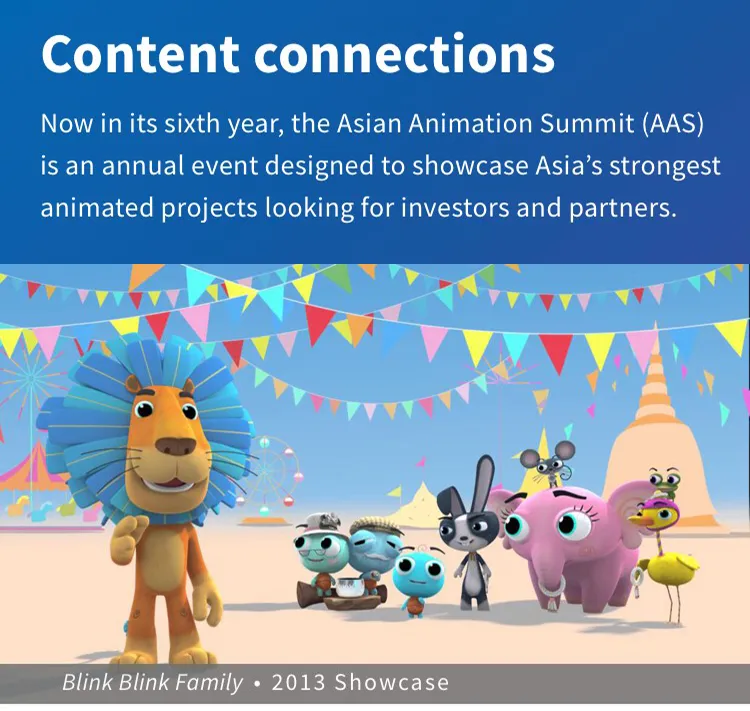 Content connections
Now in its sixth year, the Asian Animation Summit (AAS)
is an annual event designed to showcase Asia’s strongest
animated projects looking for investors and partners.
Blink Blink Family • 2013 Showcase